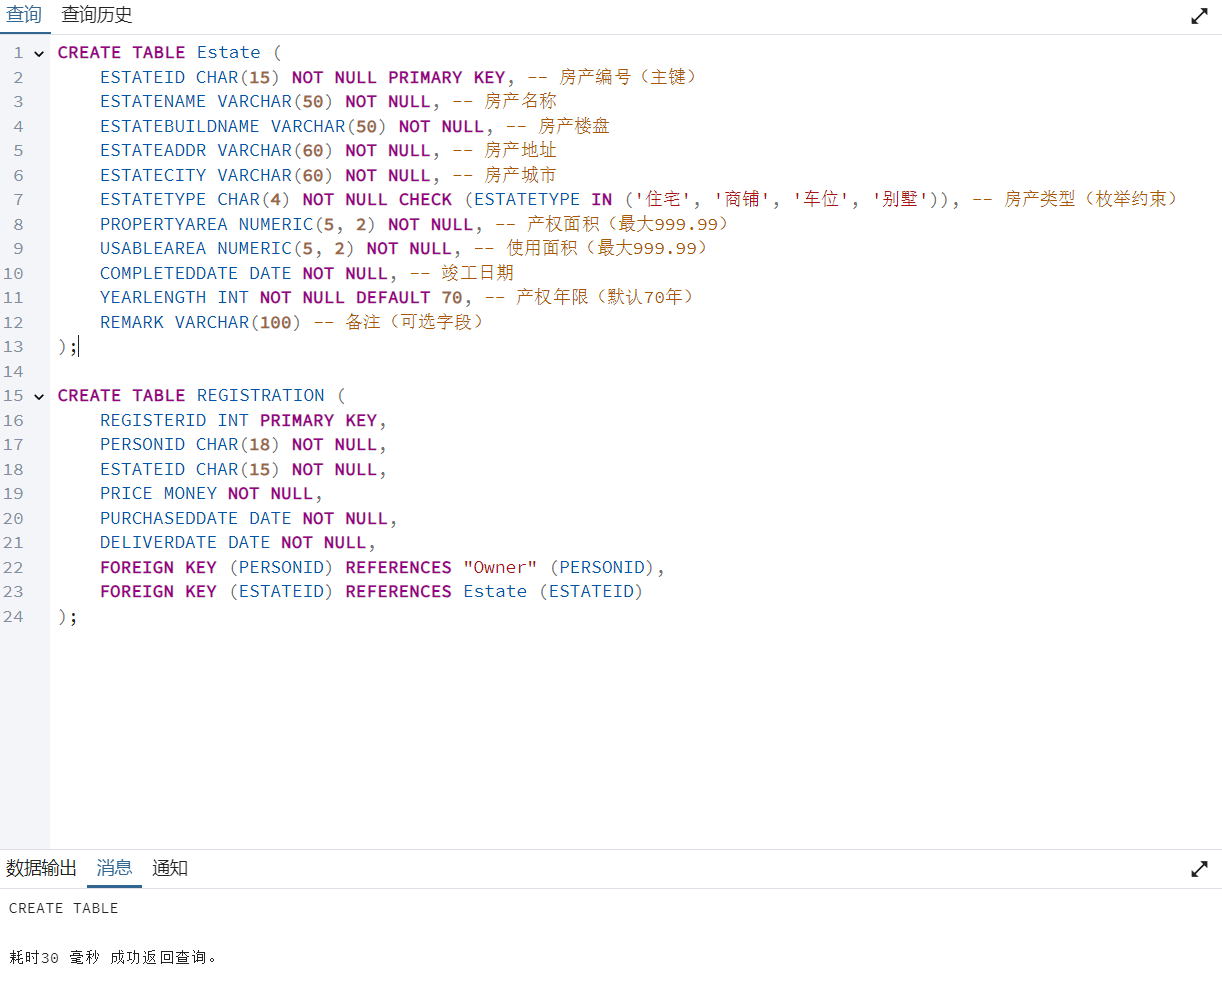 查询 查询历史
1 CREATE TABLE Estate (
2 ESTATEID CHAR(15) NOT NULL PRIMARY KEY, -- 房产编号（主键）
3 ESTATENAME VARCHAR(50) NOT NULL, -- 房产名称
4 ESTATEBUILDNAME VARCHAR(50) NOT NULL, -- 房产楼盘
5 ESTATEADDR VARCHAR(60) NOT NULL, -- 房产地址
6 ESTATECITY VARCHAR(60) NOT NULL, -- 房产城市
7 ESTATETYPE CHAR(4) NOT NULL CHECK (ESTATETYPE IN ('住宅', '商铺', '车位', '别墅')), -- 房产类型（枚举约束）
8 PROPERTYAREA NUMERIC(5, 2) NOT NULL, -- 产权面积（最大999.99）
9 USABLEAREA NUMERIC(5, 2) NOT NULL, -- 使用面积（最大999.99）
10 COMPLETEDDATE DATE NOT NULL, -- 竣工日期
11 YEARLENGTH INT NOT NULL DEFAULT 70, -- 产权年限（默认70年）
12 REMARK VARCHAR(100) -- 备注（可选字段）
13 );
14
15 CREATE TABLE REGISTRATION (
16 REGISTERID INT PRIMARY KEY,
17 PERSONID CHAR(18) NOT NULL,
18 ESTATEID CHAR(15) NOT NULL,
19 PRICE MONEY NOT NULL,
20 PURCHASEDDATE DATE NOT NULL,
21 DELIVERDATE DATE NOT NULL,
22 FOREIGN KEY (PERSONID) REFERENCES "Owner" (PERSONID),
23 FOREIGN KEY (ESTATEID) REFERENCES Estate (ESTATEID)
24 );
数据输出 消息 通知
CREATE TABLE
耗时30 毫秒 成功返回查询。